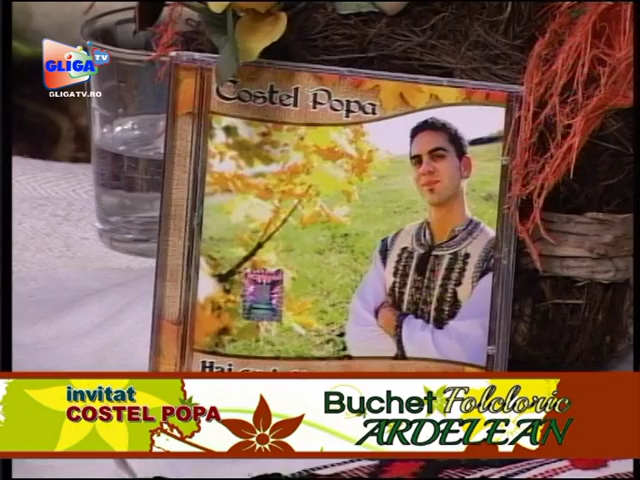 GLIGA TV
GLIGATV.RO
Costel Popa
invitat
COSTEL POPA
Buchet Folcloric
ARDELEAN